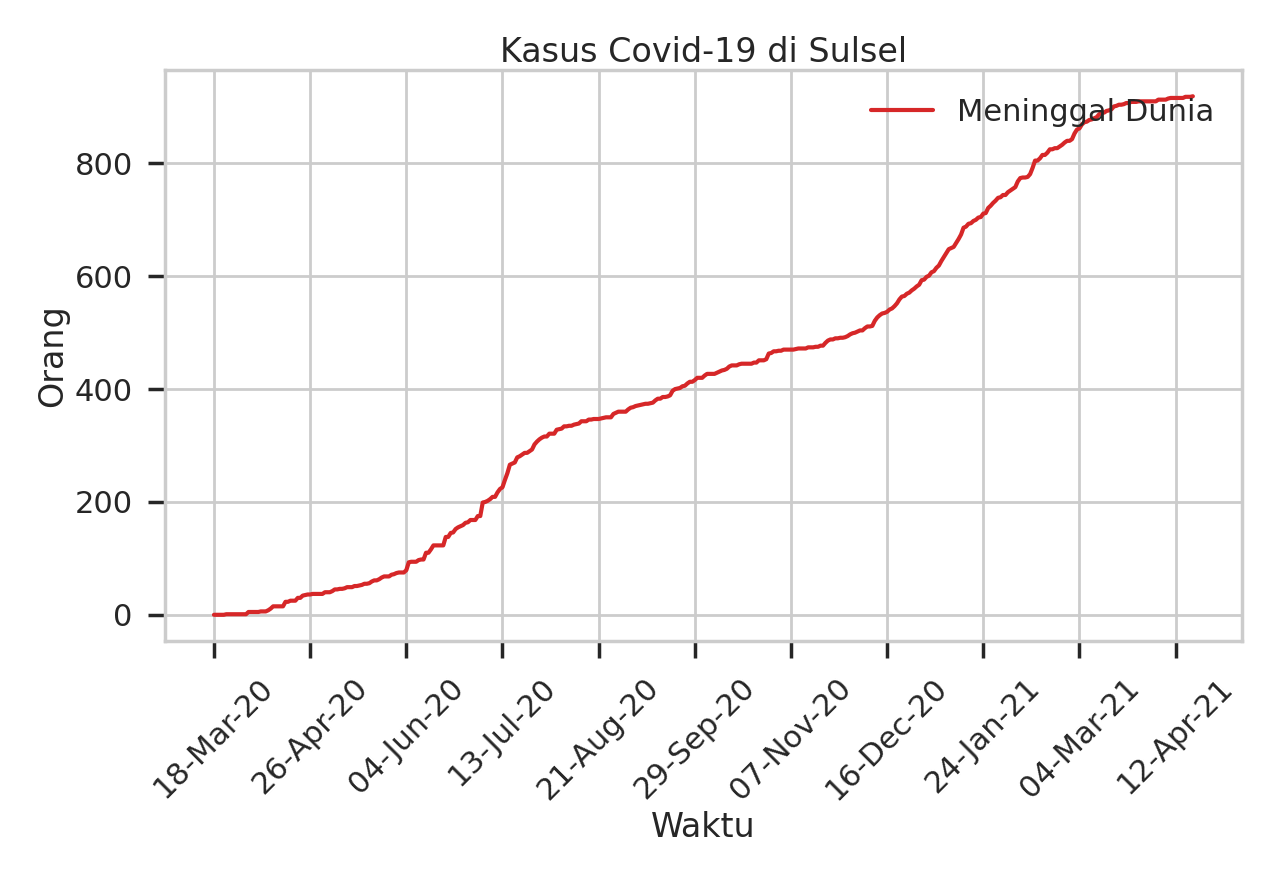 Kasus Covid-19 di Sulsel
Meninggal Dunia
Orang
800
600
400
200
0
18-Mar-20
26-Apr-20
04-Jun-20
13-Jul-20
21-Aug-20
29-Sep-20
07-Nov-20
16-Dec-20
24-Jan-21
04-Mar-21
12-Apr-21
Waktu